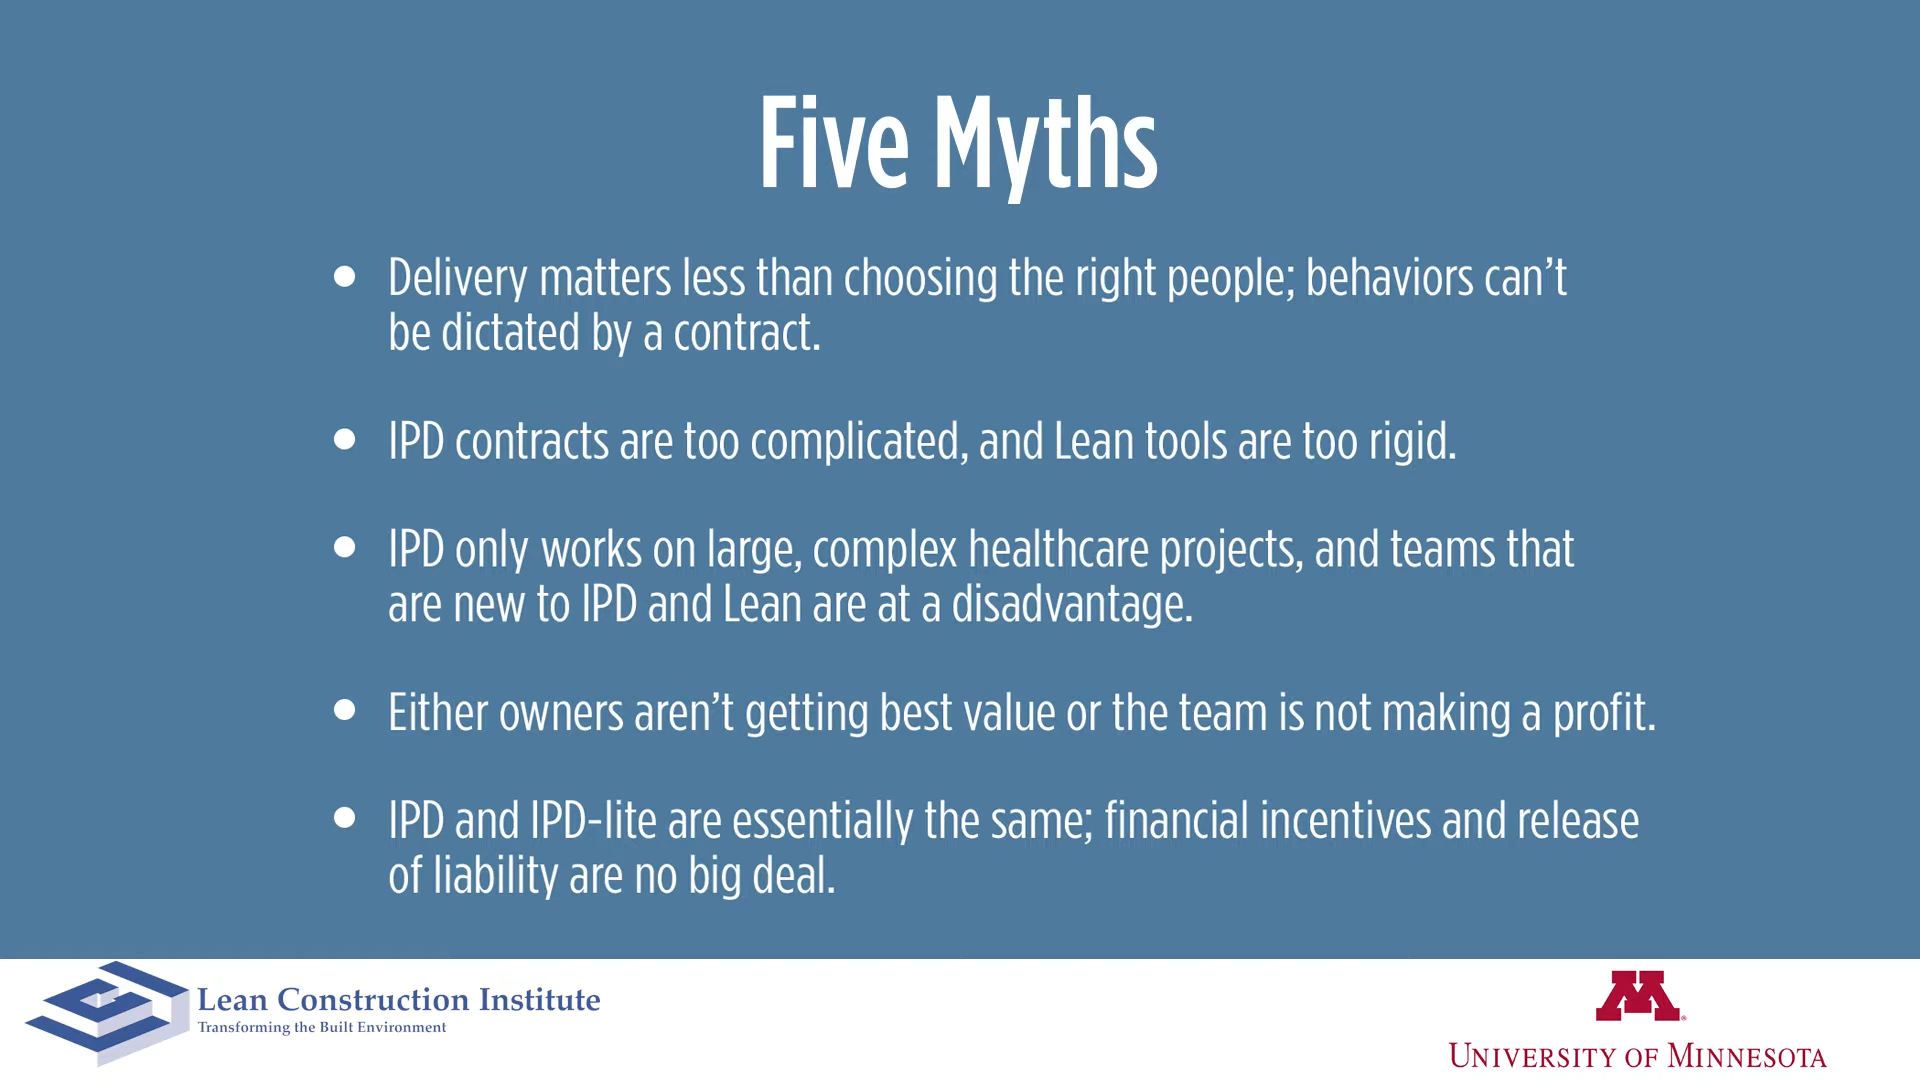 Five Myths
• Delivery matters less than choosing the right people; behaviors can’t
be dictated by a contract.
• IPD contracts are too complicated, and Lean tools are too rigid.
• IPD only works on large, complex healthcare projects, and teams that
are new to IPD and Lean are at a disadvantage.
• Either owners aren’t getting best value or the team is not making a profit.
• IPD and IPD-lite are essentially the same; financial incentives and release
of liability are no big deal.
Lean Construction Institute
Transforming the Built Environment
M®
UNIVERSITY OF MINNESOTA